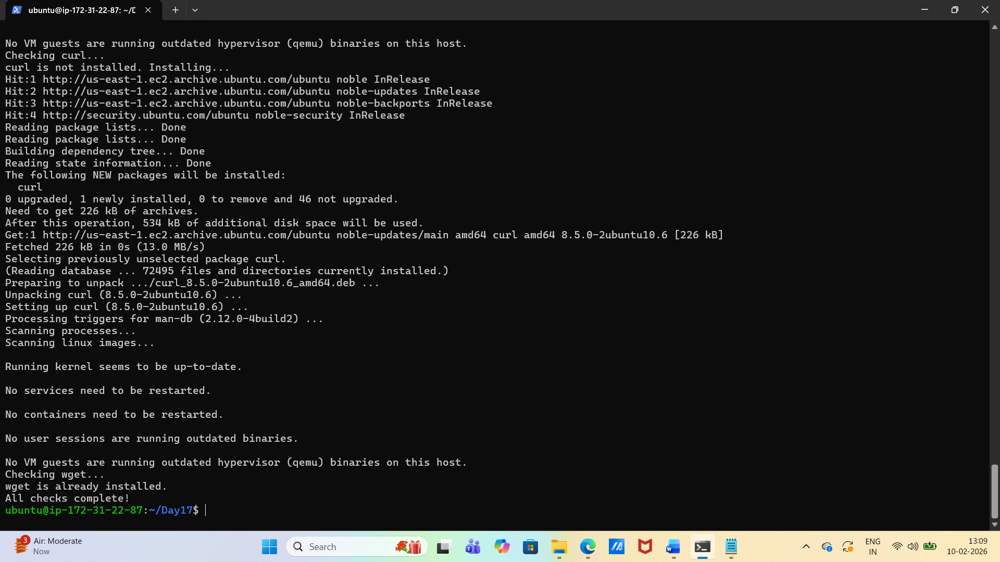 ubuntu@ip-172-31-22-87: ~/D
No VM guests are running outdated hypervisor (qemu) binaries on this host.
Checking curl...
curl is not installed. Installing...
Hit:1 http://us-east-1.ec2.archive.ubuntu.com/ubuntu noble InRelease
Hit:2 http://us-east-1.ec2.archive.ubuntu.com/ubuntu noble-updates InRelease
Hit:3 http://us-east-1.ec2.archive.ubuntu.com/ubuntu noble-backports InRelease
Hit:4 http://security.ubuntu.com/ubuntu noble-security InRelease
Reading package lists... Done
Reading package lists... Done
Building dependency tree... Done
Reading state information... Done
The following NEW packages will be installed:
  curl
0 upgraded, 1 newly installed, 0 to remove and 46 not upgraded.
Need to get 226 kB of archives.
After this operation, 534 kB of additional disk space will be used.
Get:1 http://us-east-1.ec2.archive.ubuntu.com/ubuntu noble-updates/main amd64 curl amd64 8.5.0-2ubuntu10.6 [226 kB]
Fetched 226 kB in 0s (13.0 MB/s)
Selecting previously unselected package curl.
(Reading database ... 72495 files and directories currently installed.)
Preparing to unpack .../curl_8.5.0-2ubuntu10.6_amd64.deb ...
Unpacking curl (8.5.0-2ubuntu10.6) ...
Setting up curl (8.5.0-2ubuntu10.6) ...
Processing triggers for man-db (2.12.0-4build2) ...
Scanning processes...
Scanning linux images...
Running kernel seems to be up-to-date.
No services need to be restarted.
No containers need to be restarted.
No user sessions are running outdated binaries.
No VM guests are running outdated hypervisor (qemu) binaries on this host.
Checking wget...
wget is already installed.
All checks complete!
ubuntu@ip-172-31-22-87:~/Day17$
3
Air: Moderate
Now
Search
ENG
IN
13:09
10-02-2026